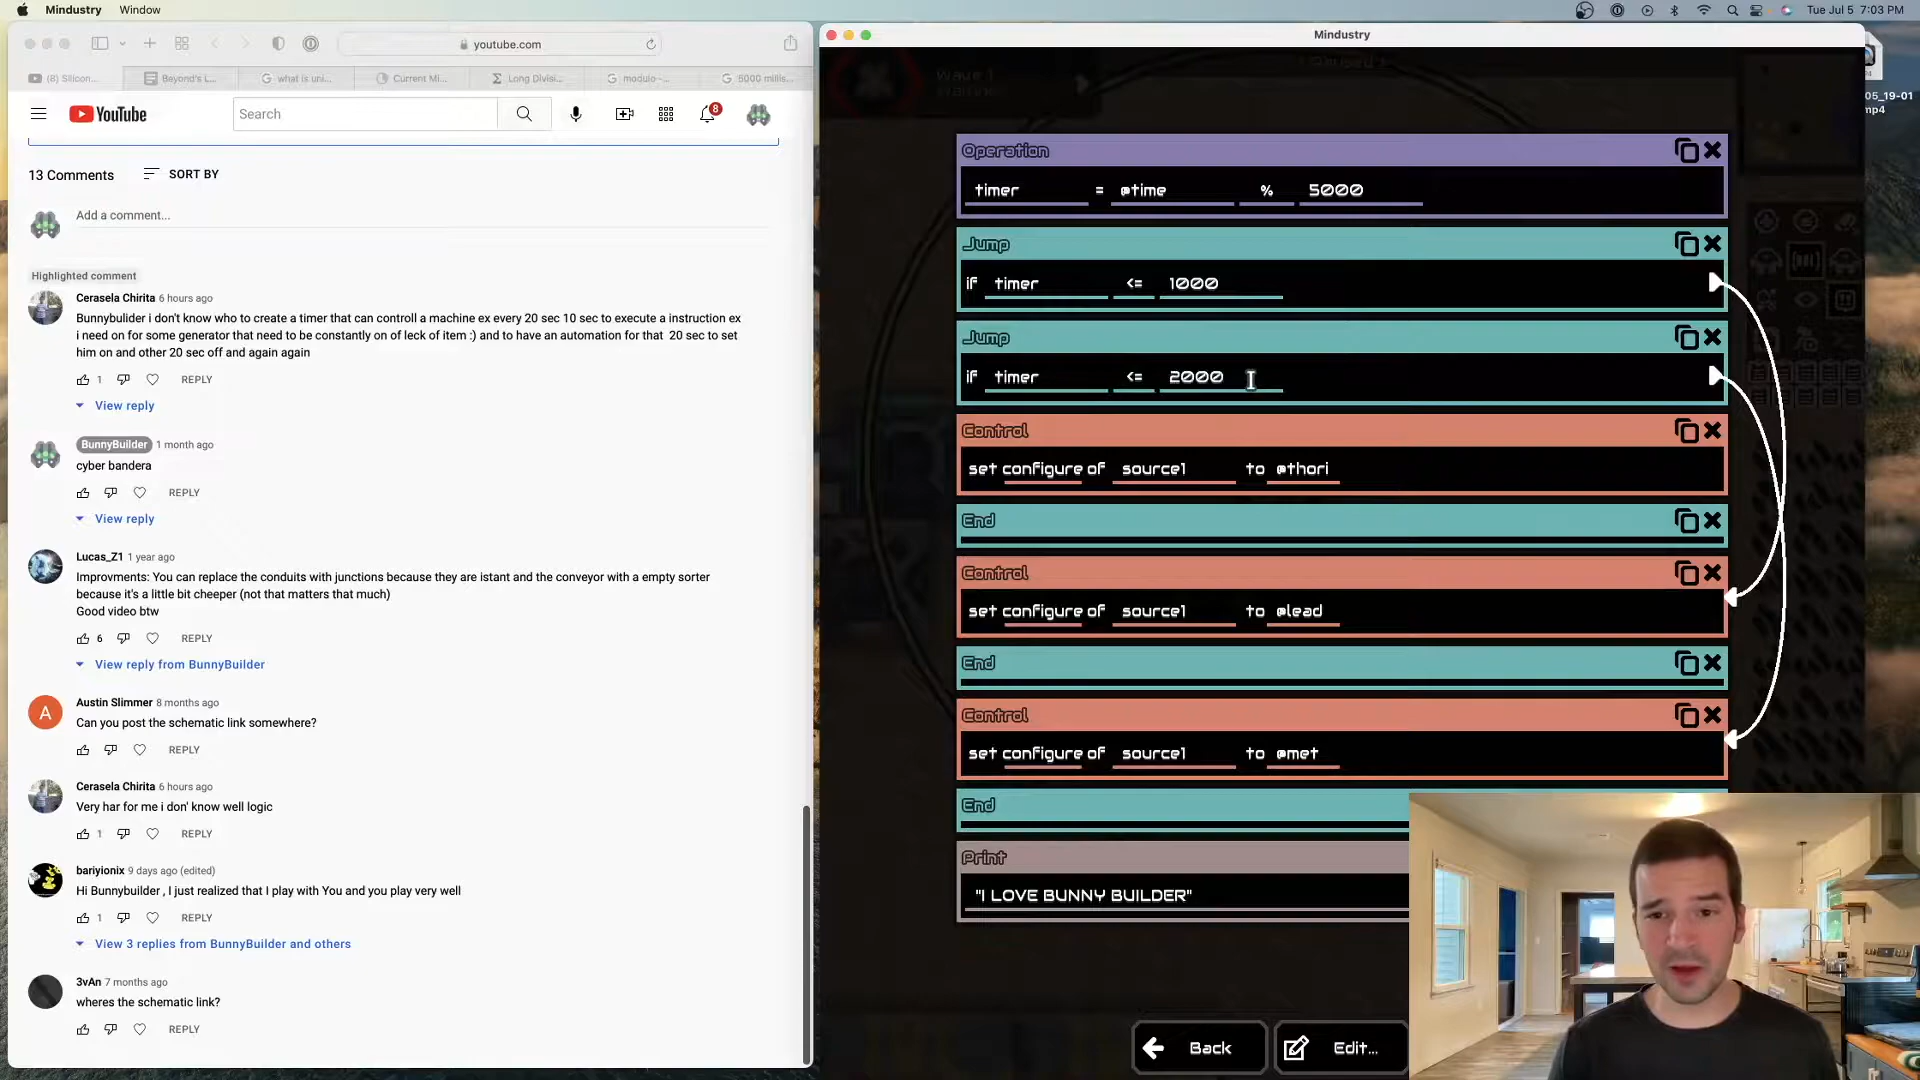 Mindustry Window
Tue Jul 5 7:03 PM
youtube.com
(8) Silicon...
Beyond's L...
what is uni...
Current Mi...
Long Divisi...
modulo -...
5000 millis...
YouTube
Search
8
13 Comments
SORT BY
Add a comment...
Highlighted comment
Cerasela Chirita 6 hours ago
Bunnybulider i don't know who to create a timer that can controll a machine ex every 20 sec 10 sec to execute a instruction ex
i need on for some generator that need to be constantly on of leck of item :) and to have an automation for that 20 sec to set
him on and other 20 sec off and again again
1 REPLY
View reply
BunnyBuilder 1 month ago
cyber bandera
REPLY
View reply
Lucas_Z1 1 year ago
Improvments: You can replace the conduits with junctions because they are istant and the conveyor with a empty sorter
because it's a little bit cheeper (not that matters that much)
Good video btw
6 REPLY
View reply from BunnyBuilder
A
Austin Slimmer 8 months ago
Can you post the schematic link somewhere?
REPLY
Cerasela Chirita 6 hours ago
Very har for me i don' know well logic
1 REPLY
bariyionix 9 days ago (edited)
Hi Bunnybuilder , I just realized that I play with You and you play very well
1 REPLY
View 3 replies from BunnyBuilder and others
3vAn 7 months ago
wheres the schematic link?
REPLY
Mindustry
Wave 1
Operation
timer = @time % 5000
Jump
if timer <= 1000
Jump
if timer <= 2000
Control
set configure of source1 to @thori
End
Control
set configure of source1 to @lead
End
Control
set configure of source1 to @met
End
Print
"I LOVE BUNNY BUILDER"
Back
Edit...
05_19-01
mp4